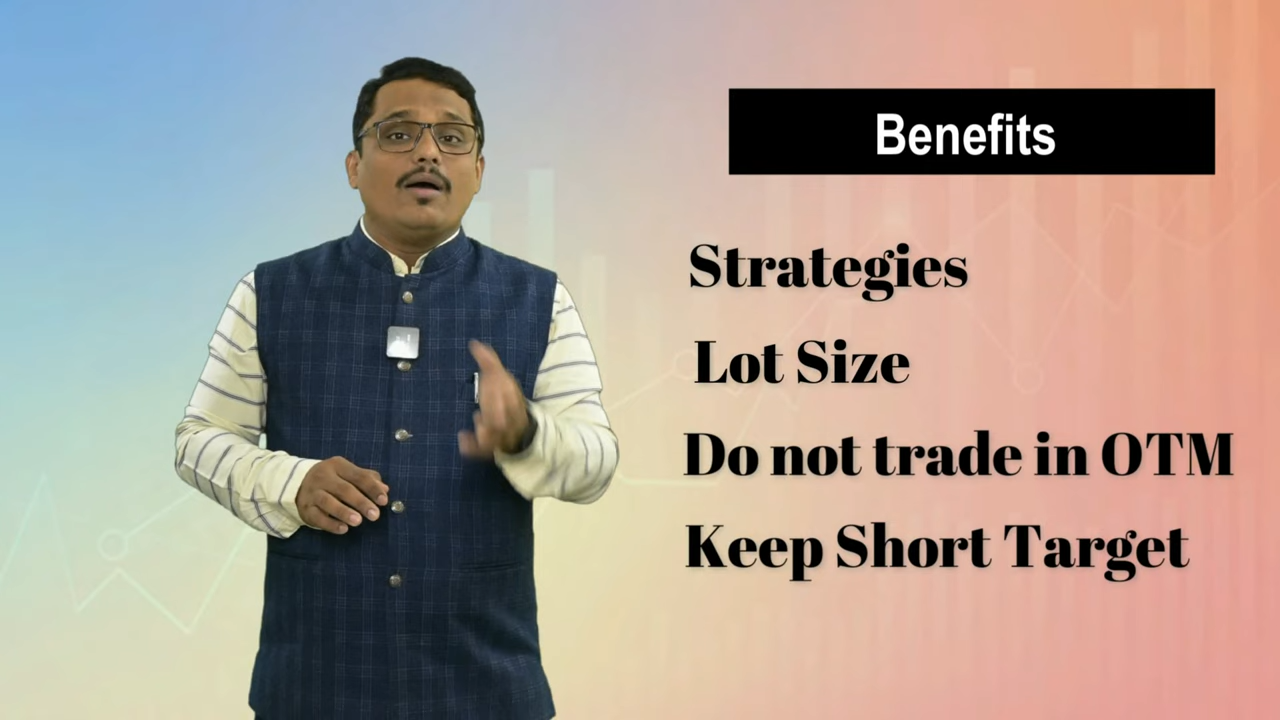 Benefits
Strategies
Lot Size
Do not trade in OTM
Keep Short Target